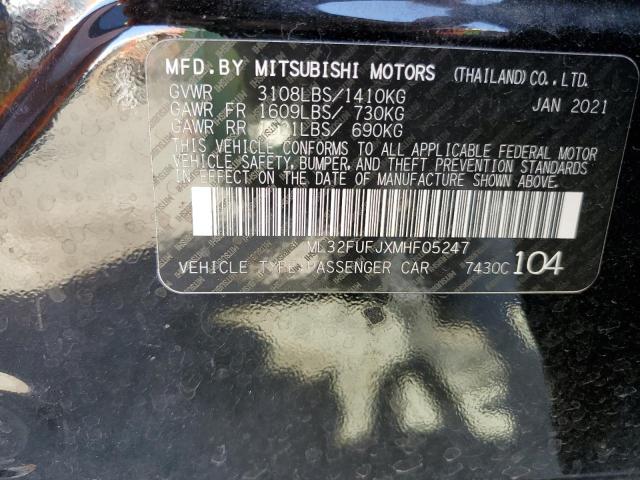 MFD. BY MITSUBISHI MOTORS (THAILAND) CO., LTD.
GVWR 3108LBS/1410KG JAN 2021
GAWR FR 1609LBS/ 730KG
GAWR RR LBS/ 690KG
THIS VEHICLE CONFORMS TO ALL APPLICABLE FEDERAL MOTOR
VEHICLE SAFETY, BUMPER, AND THEFT PREVENTION STANDARDS
IN EFFECT ON THE DATE OF MANUFACTURE SHOWN ABOVE.
ML32FUFJXMHF05247
VEHICLE TYPE: PASSENGER CAR 7430C 104